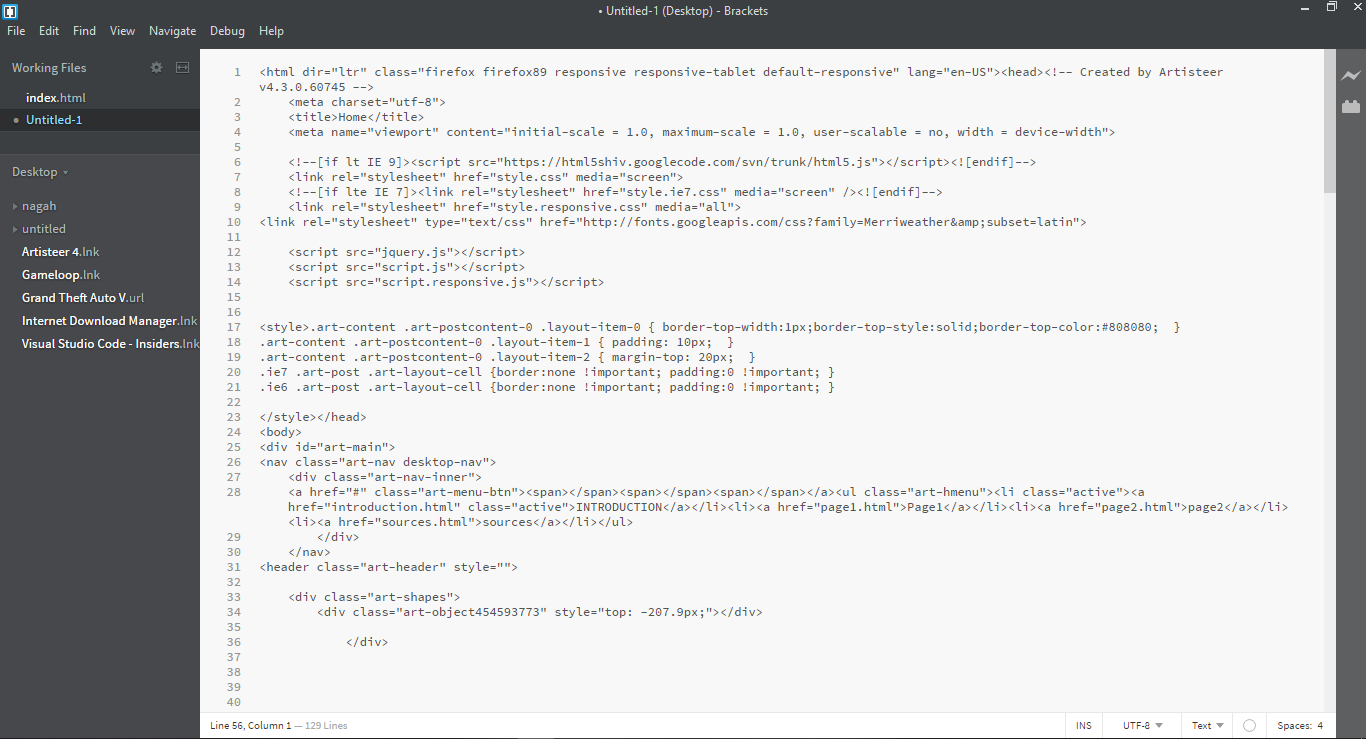 • Untitled-1 (Desktop) - Brackets
File Edit Find View Navigate Debug Help
Working Files
index.html
• Untitled-1
Desktop
nagah
untitled
Artisteer 4.lnk
Gameloop.lnk
Grand Theft Auto V.url
Internet Download Manager.lnk
Visual Studio Code - Insiders.lnk
1 <html dir="ltr" class="firefox firefox89 responsive responsive-tablet default-responsive" lang="en-US"><head><!-- Created by Artisteer
v4.3.0.60745 -->
2     <meta charset="utf-8">
3     <title>Home</title>
4     <meta name="viewport" content="initial-scale = 1.0, maximum-scale = 1.0, user-scalable = no, width = device-width">
5
6     <!--[if lt IE 9]><script src="https://html5shiv.googlecode.com/svn/trunk/html5.js"></script><![endif]-->
7     <link rel="stylesheet" href="style.css" media="screen">
8     <!--[if lte IE 7]><link rel="stylesheet" href="style.ie7.css" media="screen" /><![endif]-->
9     <link rel="stylesheet" href="style.responsive.css" media="all">
10 <link rel="stylesheet" type="text/css" href="http://fonts.googleapis.com/css?family=Merriweather&amp;subset=latin">
11
12     <script src="jquery.js"></script>
13     <script src="script.js"></script>
14     <script src="script.responsive.js"></script>
15
16
17 <style>.art-content .art-postcontent-0 .layout-item-0 { border-top-width:1px;border-top-style:solid;border-top-color:#808080;  }
18 .art-content .art-postcontent-0 .layout-item-1 { padding: 10px;  }
19 .art-content .art-postcontent-0 .layout-item-2 { margin-top: 20px;  }
20 .ie7 .art-post .art-layout-cell {border:none !important; padding:0 !important; }
21 .ie6 .art-post .art-layout-cell {border:none !important; padding:0 !important; }
22
23 </style></head>
24 <body>
25 <div id="art-main">
26 <nav class="art-nav desktop-nav">
27     <div class="art-nav-inner">
28     <a href="#" class="art-menu-btn"><span></span><span></span><span></span></a><ul class="art-hmenu"><li class="active"><a
href="introduction.html" class="active">INTRODUCTION</a></li><li><a href="page1.html">Page1</a></li><li><a href="page2.html">page2</a></li>
<li><a href="sources.html">sources</a></li></ul>
29         </div>
30     </nav>
31 <header class="art-header" style="">
32
33     <div class="art-shapes">
34         <div class="art-object454593773" style="top: -207.9px;"></div>
35
36             </div>
37
38
39
40
Line 56, Column 1 — 129 Lines
INS UTF-8 Text Spaces: 4